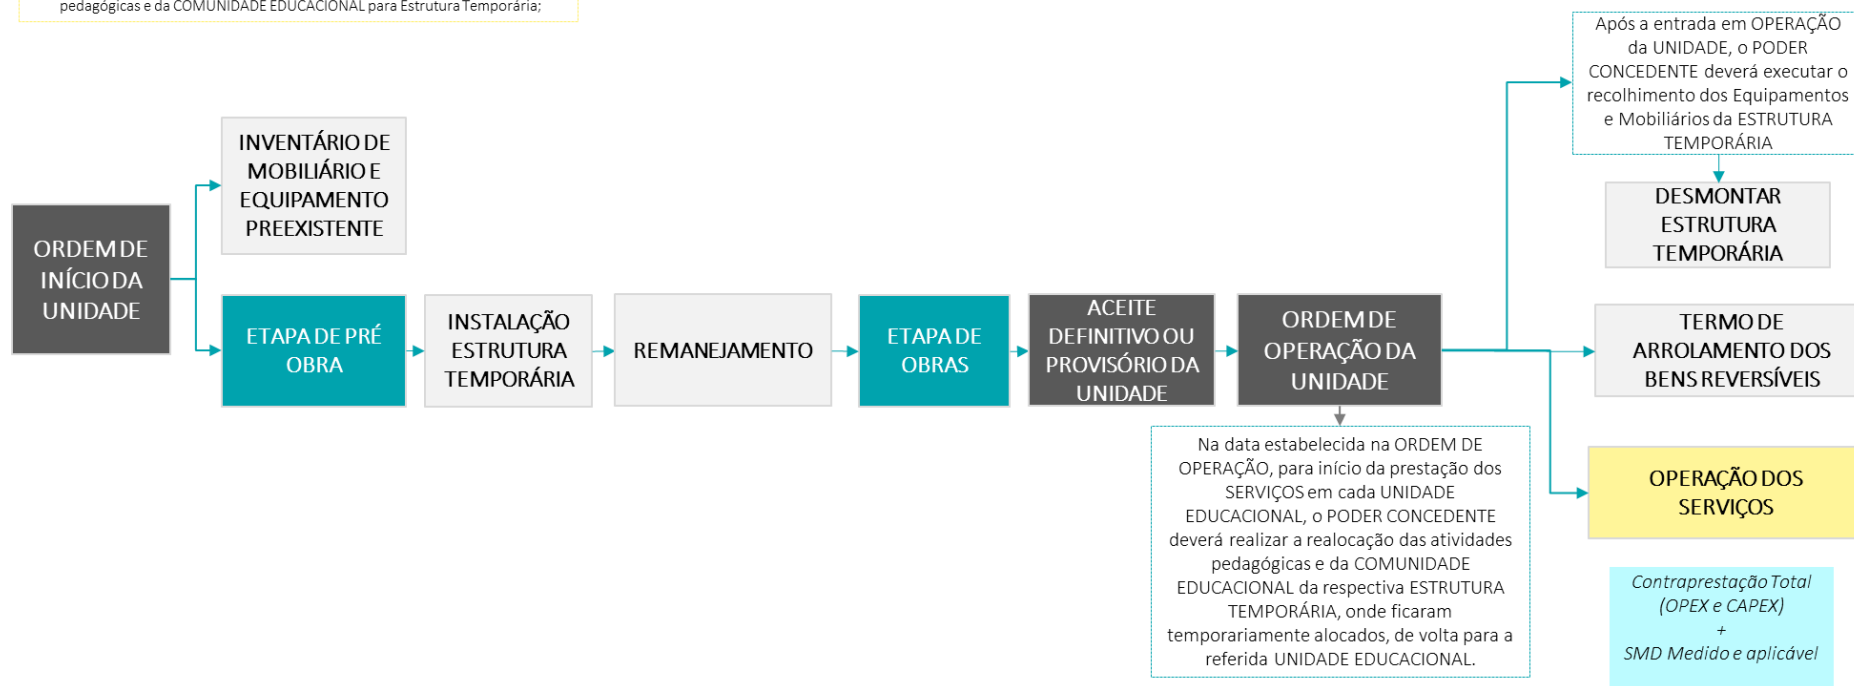 pedagógicas e da COMUNIDADE EDUCACIONAL para Estrutura Temporária;
Após a entrada em OPERAÇÃO
da UNIDADE, o PODER
CONCEDENTE deverá executar o
recolhimento dos Equipamentos
e Mobiliários da ESTRUTURA
TEMPORÁRIA
INVENTÁRIO DE
MOBILIÁRIO E
EQUIPAMENTO
PREEXISTENTE
DESMONTAR
ESTRUTURA
TEMPORÁRIA
ORDEM DE
INÍCIO DA
UNIDADE
ETAPA DE PRÉ
OBRA
INSTALAÇÃO
ESTRUTURA
TEMPORÁRIA
REMANEJAMENTO
ETAPA DE
OBRAS
ACEITE
DEFINITIVO OU
PROVISÓRIO DA
UNIDADE
ORDEM DE
OPERAÇÃO DA
UNIDADE
TERMO DE
ARROLAMENTO DOS
BENS REVERSÍVEIS
Na data estabelecida na ORDEM DE
OPERAÇÃO, para início da prestação dos
SERVIÇOS em cada UNIDADE
EDUCACIONAL, o PODER CONCEDENTE
deverá realizar a realocação das atividades
pedagógicas e da COMUNIDADE
EDUCACIONAL da respectiva ESTRUTURA
TEMPORÁRIA, onde ficaram
temporariamente alocados, de volta para a
referida UNIDADE EDUCACIONAL.
OPERAÇÃO DOS
SERVIÇOS
Contraprestação Total
(OPEX e CAPEX)
+
SMD Medido e aplicável